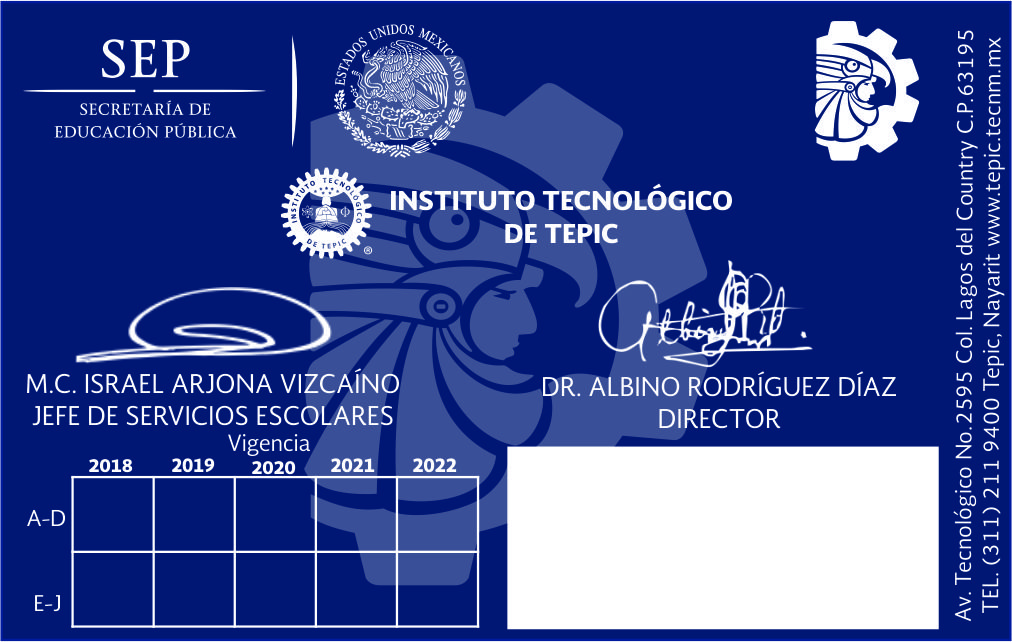 SEP
SECRETARÍA DE
EDUCACIÓN PÚBLICA
ESTADOS UNIDOS MEXICANOS
INSTITUTO TECNOLÓGICO
DE TEPIC
®
INSTITUTO TECNOLÓGICO
DE TEPIC
M.C. ISRAEL ARJONA VIZCAÍNO
JEFE DE SERVICIOS ESCOLARES
DR. ALBINO RODRÍGUEZ DÍAZ
DIRECTOR
Vigencia
2018 2019 2020 2021 2022
A-D
E-J
Av. Tecnológico No. 2595 Col. Lagos del Country C.P.63195
TEL. (311) 211 9400 Tepic, Nayarit www.tepic.tecnm.mx